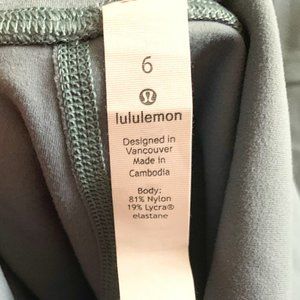 6
lululemon
Designed in
Vancouver
Made in
Cambodia
Body:
81% Nylon
19% Lycra®
elastane